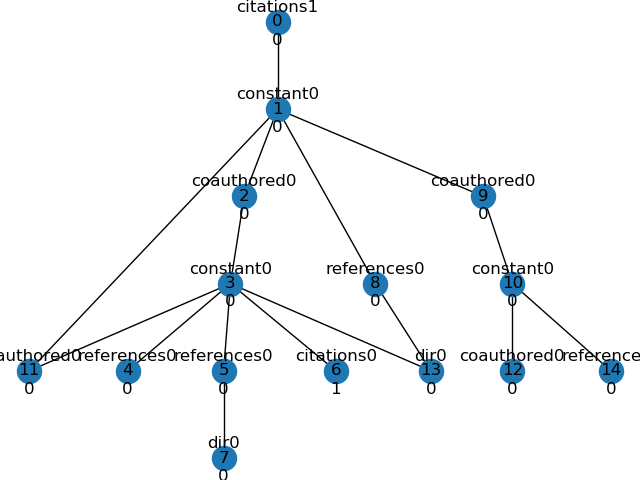 citations1
0
0
constant0
1
0
coauthored0 coauthored0
2 9
0 0
constant0 references0 constant0
3 8 10
0 0 0
authored0 references0 references0 citations0 dir0 coauthored0 reference
11 4 5 6 13 12 14
0 0 0 1 0 0 0
dir0
7
0